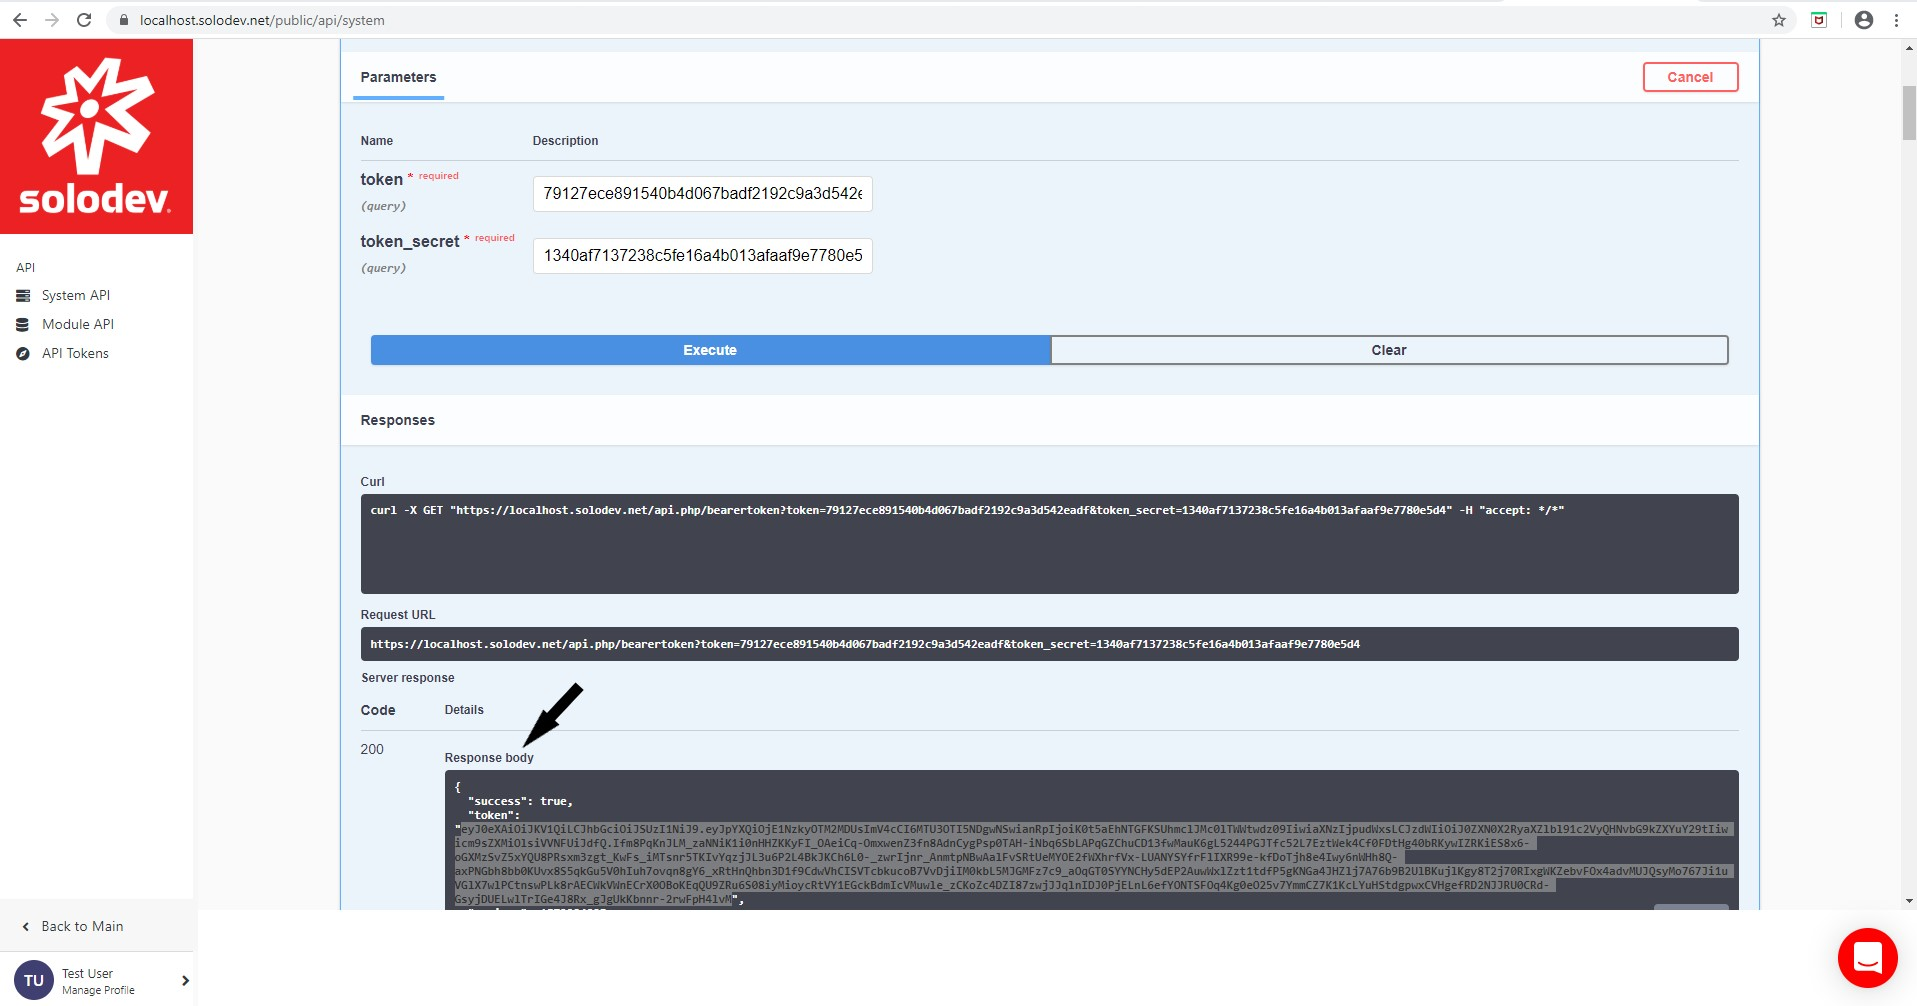 localhost.solodev.net/public/api/system
solodev.
API
System API
Module API
API Tokens
Back to Main
TU
Test User
Manage Profile
Parameters
Cancel
Name Description
token * required
(query)
79127ece891540b4d067badf2192c9a3d542e
token_secret * required
(query)
1340af7137238c5fe16a4b013afaaf9e7780e5
Execute
Clear
Responses
Curl
curl -X GET "https://localhost.solodev.net/api.php/bearertoken?token=79127ece891540b4d067badf2192c9a3d542eadf&token_secret=1340af7137238c5fe16a4b013afaaf9e7780e5d4" -H "accept: */*"
Request URL
https://localhost.solodev.net/api.php/bearertoken?token=79127ece891540b4d067badf2192c9a3d542eadf&token_secret=1340af7137238c5fe16a4b013afaaf9e7780e5d4
Server response
Code Details
200
Response body
{
"success": true,
"token":